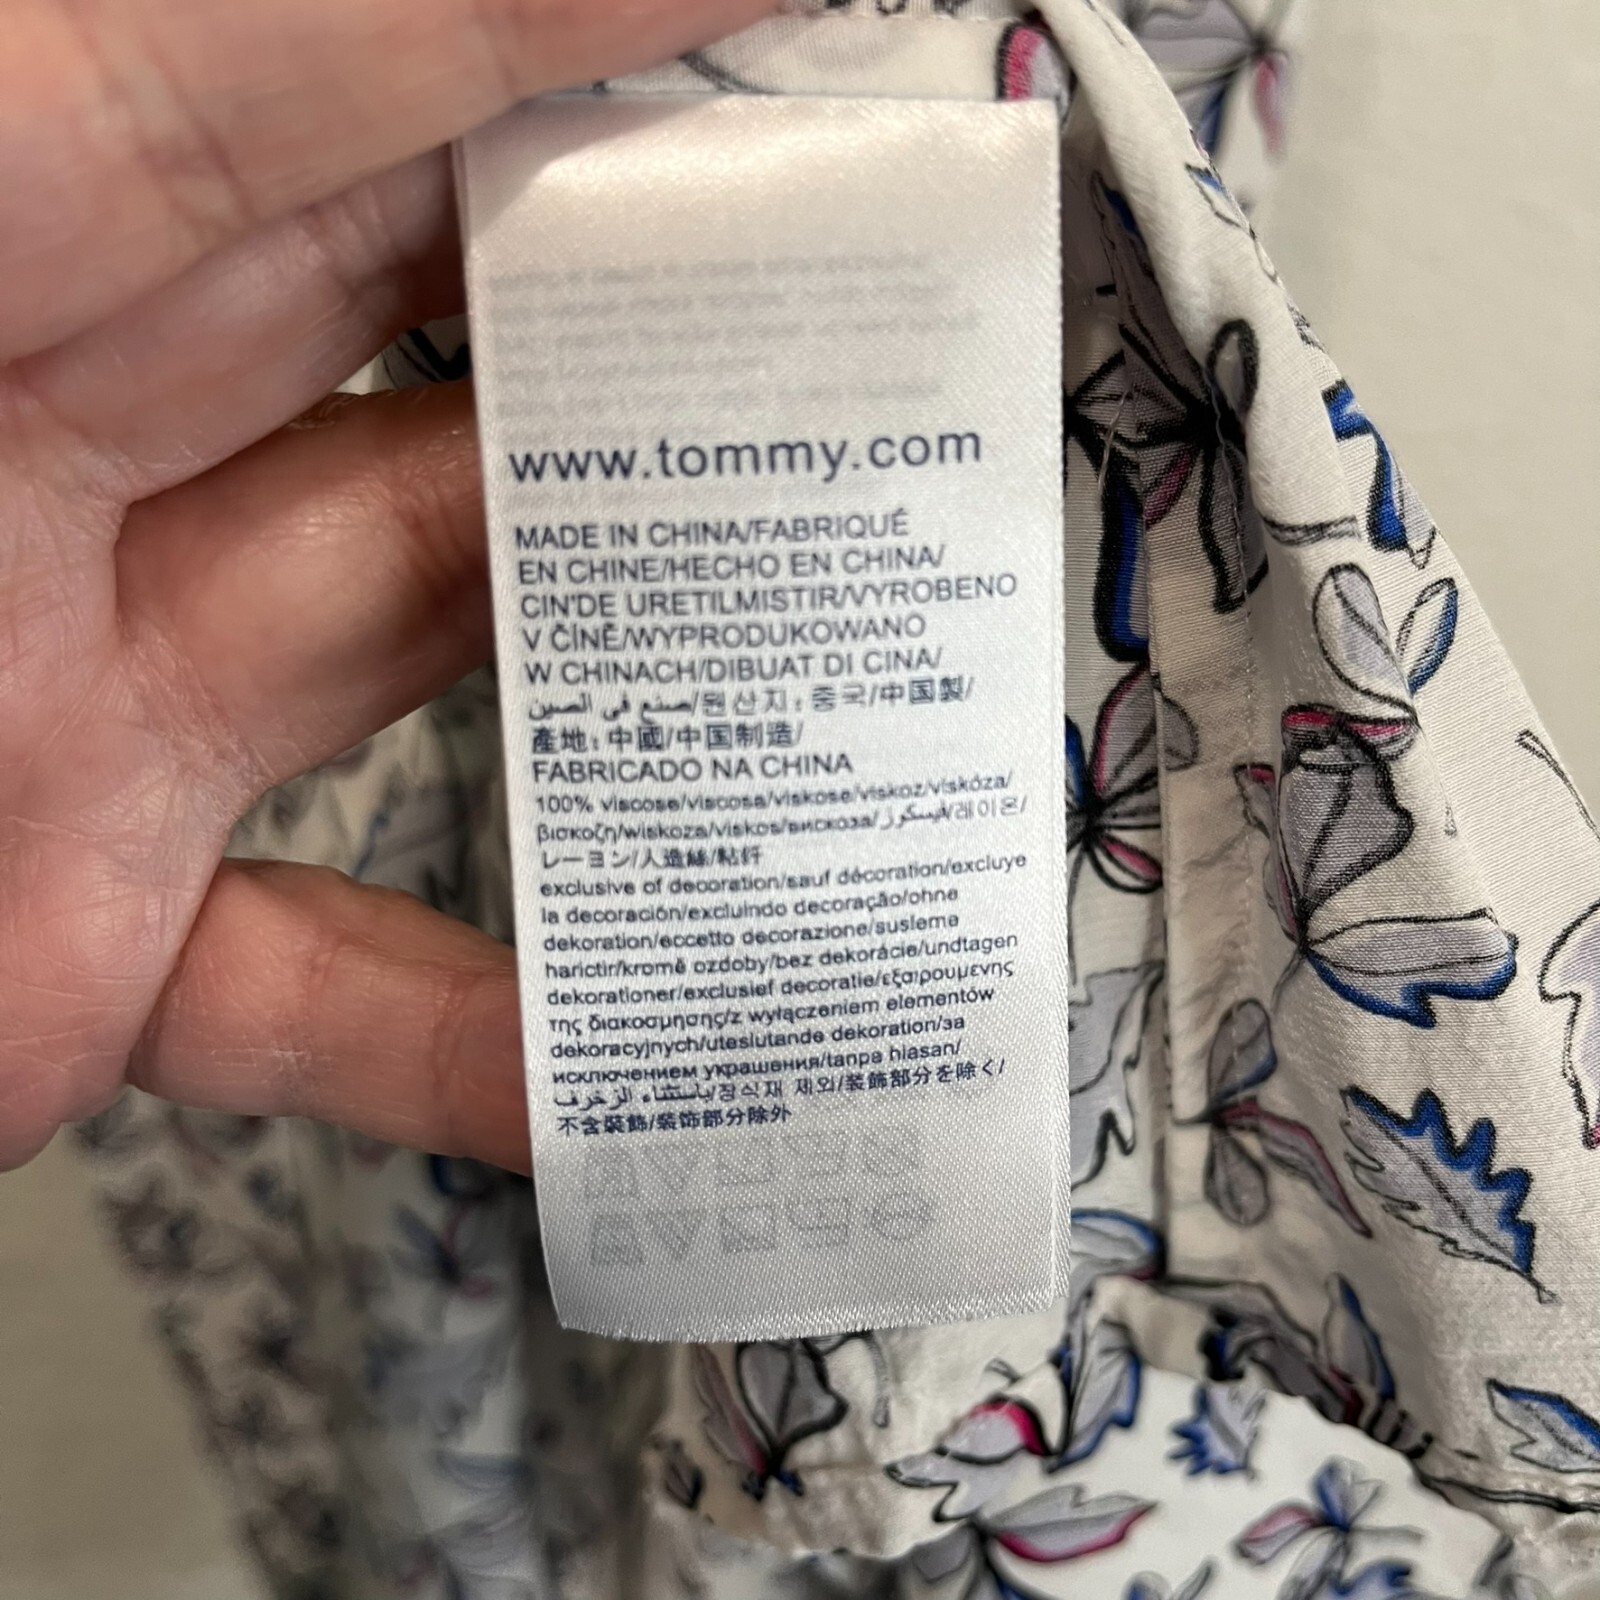 www.tommy.com
MADE IN CHINA/FABRIQUÉ
EN CHINE/HECHO EN CHINA/
CIN'DE URETILMISTIR/VYROBENO
V ČÍNĚ/WYPRODUKOWANO
W CHINACH/DIBUAT DI CINA/
صنع في الصين/원산지: 중국/中国製/
產地: 中國/中国制造/
FABRICADO NA CHINA
100% viscose/viscosa/viskose/viskoz/viskóza/
βισκοζη/wiskoza/viskos/вискоза/فيسكوز/레이온/
レーヨン/人造絲/粘纤
exclusive of decoration/sauf décoration/excluye
la decoración/excluindo decoração/ohne
dekoration/eccetto decorazione/susleme
harictir/kromě ozdoby/bez dekorácie/undtagen
dekorationer/exclusief decoratie/εξαιρουμενης
της διακοσμησης/z wyłączeniem elementów
dekoracyjnych/uteslutande dekoration/за
исключением украшения/tanpa hiasan/
باستثناء الزخرف/장식재 제외/装飾部分を除く/
不含裝飾/装饰部分除外